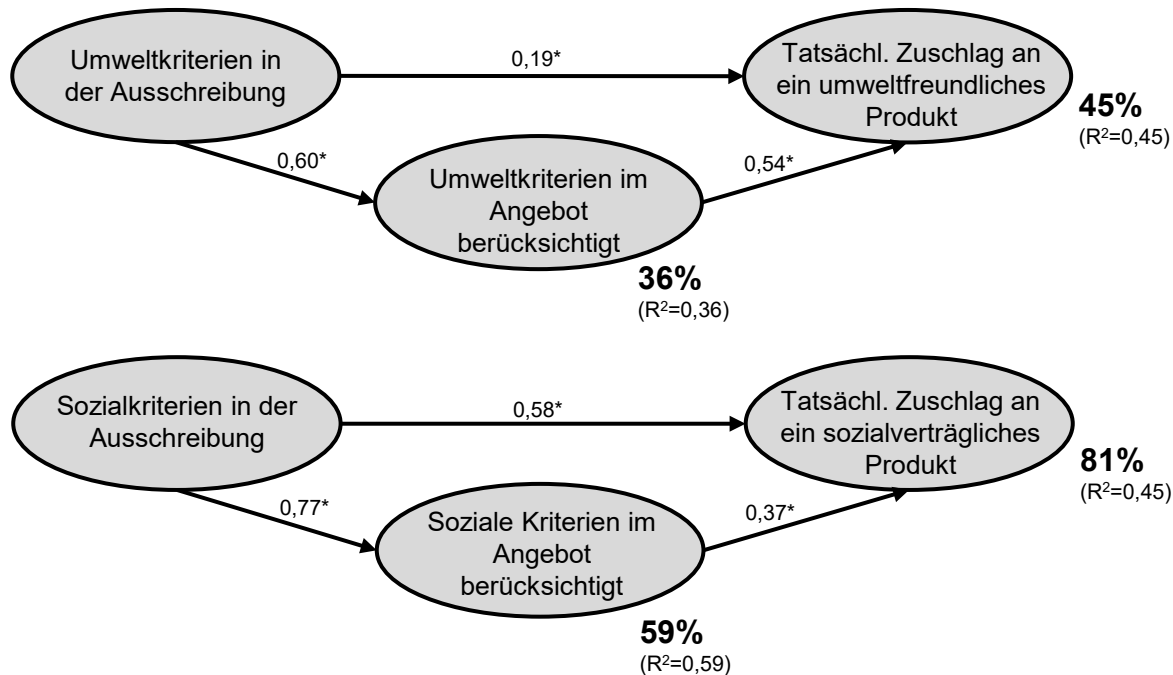 Umweltkriterien in
der Ausschreibung
0,19*
Tatsächl. Zuschlag an
ein umweltfreundliches
Produkt
45%
(R²=0,45)
0,60*
0,54*
Umweltkriterien im
Angebot
berücksichtigt
36%
(R²=0,36)
Sozialkriterien in der
Ausschreibung
0,58*
Tatsächl. Zuschlag an
ein sozialverträgliches
Produkt
81%
(R²=0,45)
0,77*
0,37*
Soziale Kriterien im
Angebot
berücksichtigt
59%
(R²=0,59)